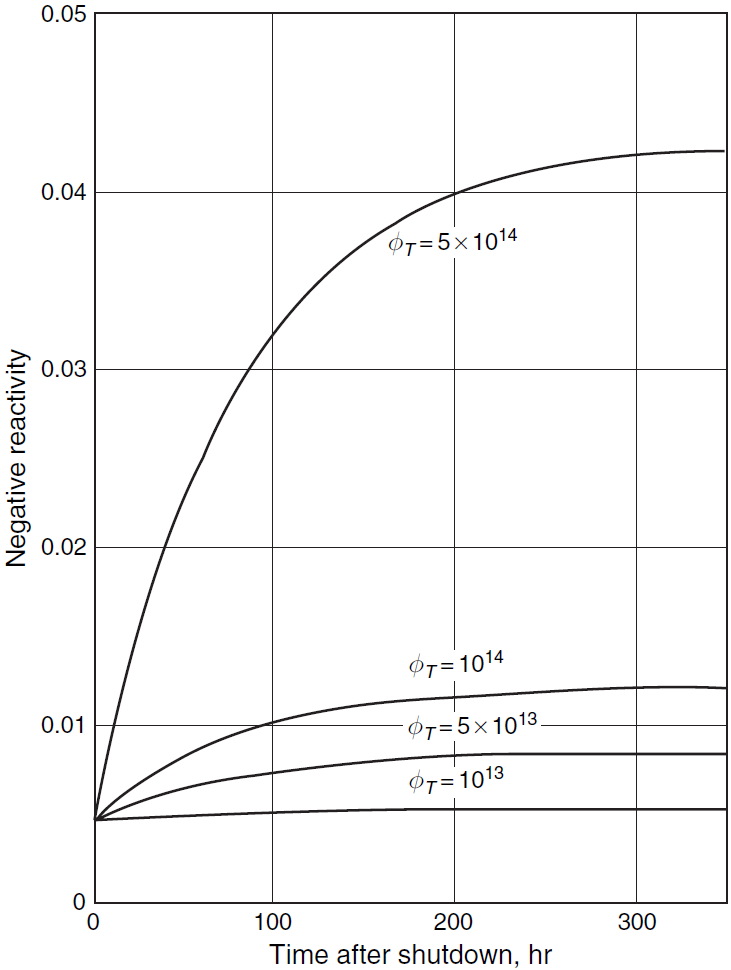 0.05
0.04
ϕT = 5×10¹⁴
0.03
Negative reactivity
0.02
ϕT = 10¹⁴
0.01
ϕT = 5×10¹³
ϕT = 10¹³
0
0 100 200 300
Time after shutdown, hr